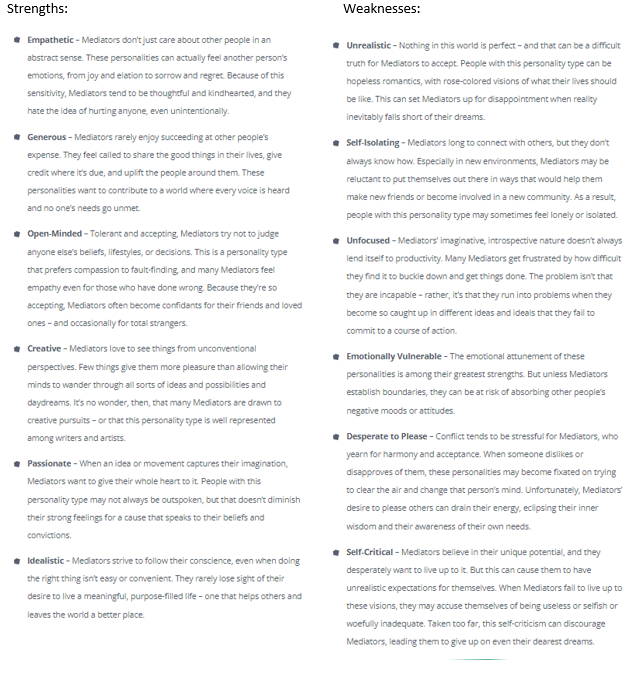 Strengths:
Empathetic – Mediators don't just care about other people in an
abstract sense. These personalities can actually feel another person's
emotions, from joy and elation to sorrow and regret. Because of this
sensitivity, Mediators tend to be thoughtful and kindhearted, and they
hate the idea of hurting anyone, even unintentionally.
Generous – Mediators rarely enjoy succeeding at other people's
expense. They feel called to share the good things in their lives, give
credit where it's due, and uplift the people around them. These
personalities want to contribute to a world where every voice is heard
and no one's needs go unmet.
Open-Minded – Tolerant and accepting, Mediators try not to judge
anyone else's beliefs, lifestyles, or decisions. This is a personality type
that prefers compassion to fault-finding, and many Mediators feel
empathy even for those who have done wrong. Because they're so
accepting, Mediators often become confidants for their friends and loved
ones – and occasionally for total strangers.
Creative – Mediators love to see things from unconventional
perspectives. Few things give them more pleasure than allowing their
minds to wander through all sorts of ideas and possibilities and
daydreams. It's no wonder, then, that many Mediators are drawn to
creative pursuits – or that this personality type is well represented
among writers and artists.
Passionate – When an idea or movement captures their imagination,
Mediators want to give their whole heart to it. People with this
personality type may not always be outspoken, but that doesn't diminish
their strong feelings for a cause that speaks to their beliefs and
convictions.
Idealistic – Mediators strive to follow their conscience, even when doing
the right thing isn't easy or convenient. They rarely lose sight of their
desire to live a meaningful, purpose-filled life – one that helps others and
leaves the world a better place.
Weaknesses:
Unrealistic – Nothing in this world is perfect – and that can be a difficult
truth for Mediators to accept. People with this personality type can be
hopeless romantics, with rose-colored visions of what their lives should
be like. This can set Mediators up for disappointment when reality
inevitably falls short of their dreams.
Self-Isolating – Mediators long to connect with others, but they don't
always know how. Especially in new environments, Mediators may be
reluctant to put themselves out there in ways that would help them
make new friends or become involved in a new community. As a result,
people with this personality type may sometimes feel lonely or isolated.
Unfocused – Mediators' imaginative, introspective nature doesn't always
lend itself to productivity. Many Mediators get frustrated by how difficult
they find it to buckle down and get things done. The problem isn't that
they are incapable – rather, it's that they run into problems when they
become so caught up in different ideas and ideals that they fail to
commit to a course of action.
Emotionally Vulnerable – The emotional attunement of these
personalities is among their greatest strengths. But unless Mediators
establish boundaries, they can be at risk of absorbing other people's
negative moods or attitudes.
Desperate to Please – Conflict tends to be stressful for Mediators, who
yearn for harmony and acceptance. When someone dislikes or
disapproves of them, these personalities may become fixated on trying
to clear the air and change that person's mind. Unfortunately, Mediators'
desire to please others can drain their energy, eclipsing their inner
wisdom and their awareness of their own needs.
Self-Critical – Mediators believe in their unique potential, and they
desperately want to live up to it. But this can cause them to have
unrealistic expectations for themselves. When Mediators fail to live up to
these visions, they may accuse themselves of being useless or selfish or
woefully inadequate. Taken too far, this self-criticism can discourage
Mediators, leading them to give up on even their dearest dreams.